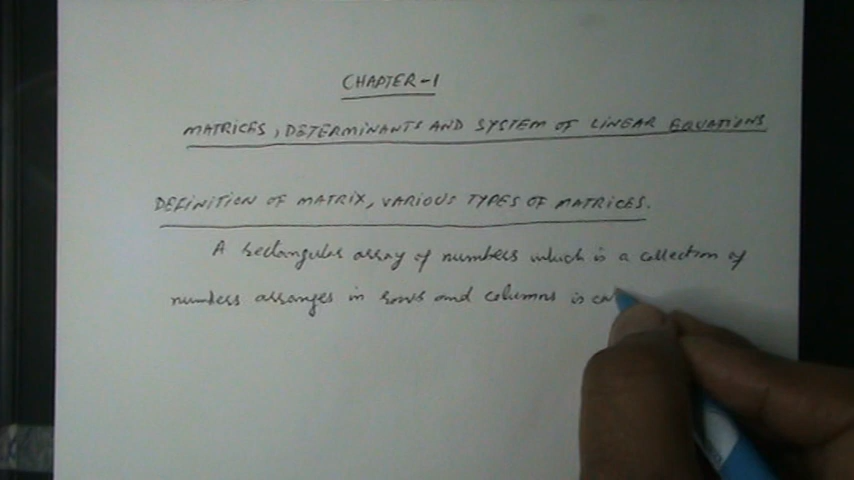 CHAPTER-1
MATRICES, DETERMINANTS AND SYSTEM OF LINEAR EQUATIONS
DEFINITION OF MATRIX, VARIOUS TYPES OF MATRICES.
A rectangular array of numbers which is a collection of
numbers arranges in rows and columns is ca